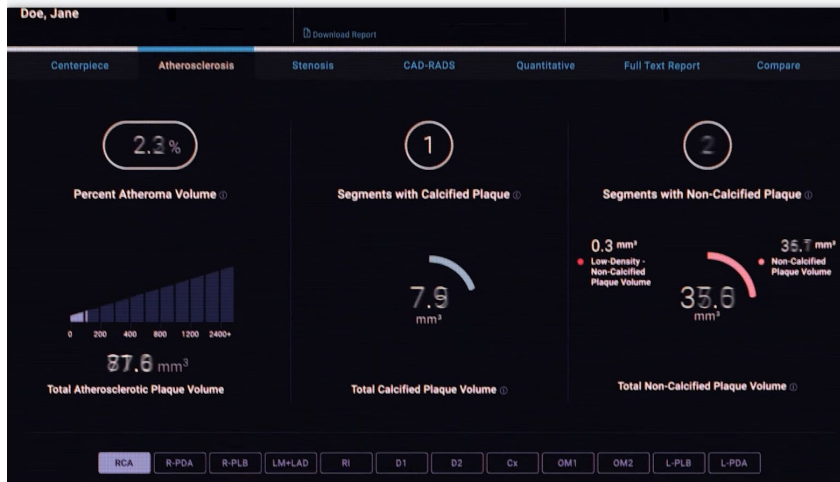 Doe, Jane
Download Report
Centerpiece
Atherosclerosis
Stenosis
CAD-RADS
Quantitative
Full Text Report
Compare
%
1
2
Percent Atheroma Volume
Segments with Calcified Plaque
Segments with Non-Calcified Plaque
0.3 mm³
Low-Density -
Non-Calcified
Plaque Volume
mm³
Non-Calcified
Plaque Volume
7.9
mm³
mm³
0 200 400 800 1200 2400+
mm³
Total Atherosclerotic Plaque Volume
Total Calcified Plaque Volume
Total Non-Calcified Plaque Volume
RCA
R-PDA
R-PLB
LM+LAD
RI
D1
D2
Cx
OM1
OM2
L-PLB
L-PDA